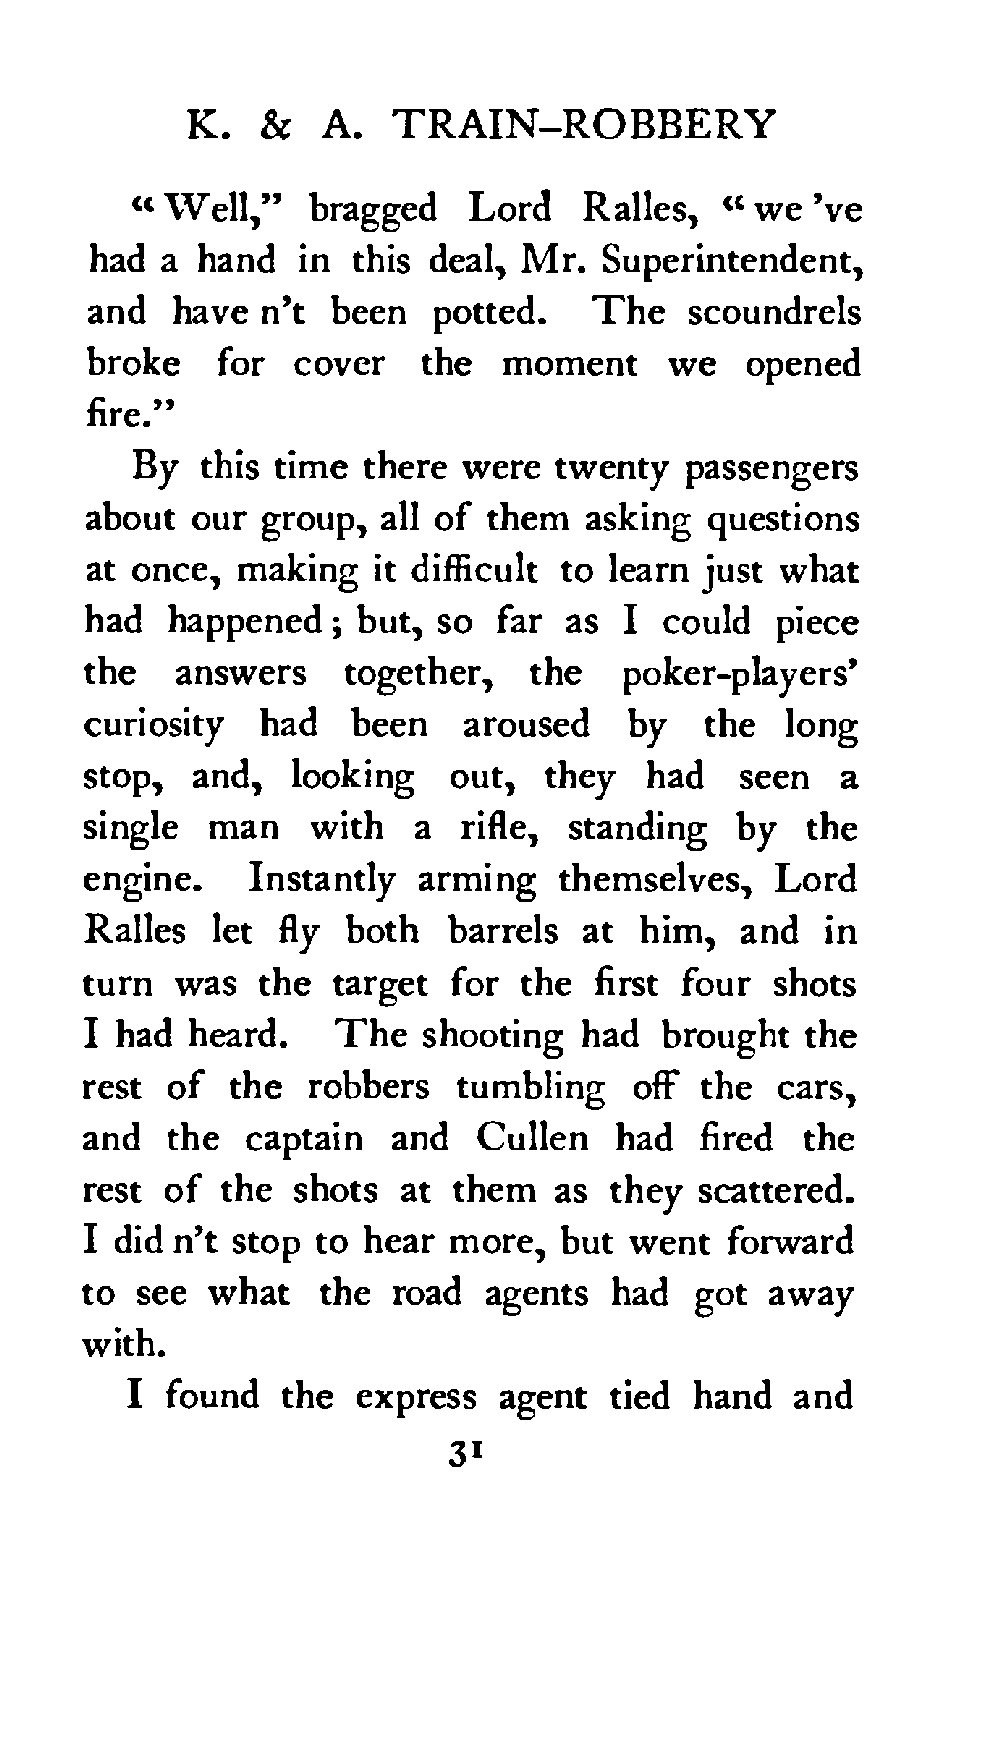 K. & A. TRAIN-ROBBERY
“Well,” bragged Lord Ralles, “we 've
had a hand in this deal, Mr. Superintendent,
and have n't been potted. The scoundrels
broke for cover the moment we opened
fire.”
By this time there were twenty passengers
about our group, all of them asking questions
at once, making it difficult to learn just what
had happened; but, so far as I could piece
the answers together, the poker-players'
curiosity had been aroused by the long
stop, and, looking out, they had seen a
single man with a rifle, standing by the
engine. Instantly arming themselves, Lord
Ralles let fly both barrels at him, and in
turn was the target for the first four shots
I had heard. The shooting had brought the
rest of the robbers tumbling off the cars,
and the captain and Cullen had fired the
rest of the shots at them as they scattered.
I did n't stop to hear more, but went forward
to see what the road agents had got away
with.
I found the express agent tied hand and
31